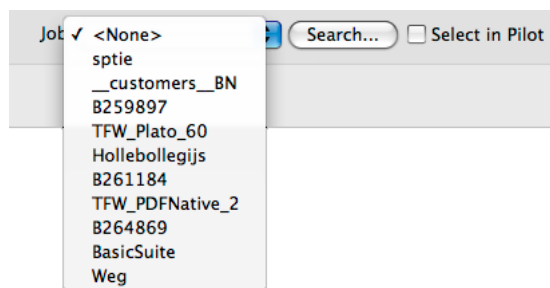 Job ✓ <None> Search... Select in Pilot
sptie
__customers__BN
B259897
TFW_Plato_60
Hollebollegijs
B261184
TFW_PDFNative_2
B264869
BasicSuite
Weg